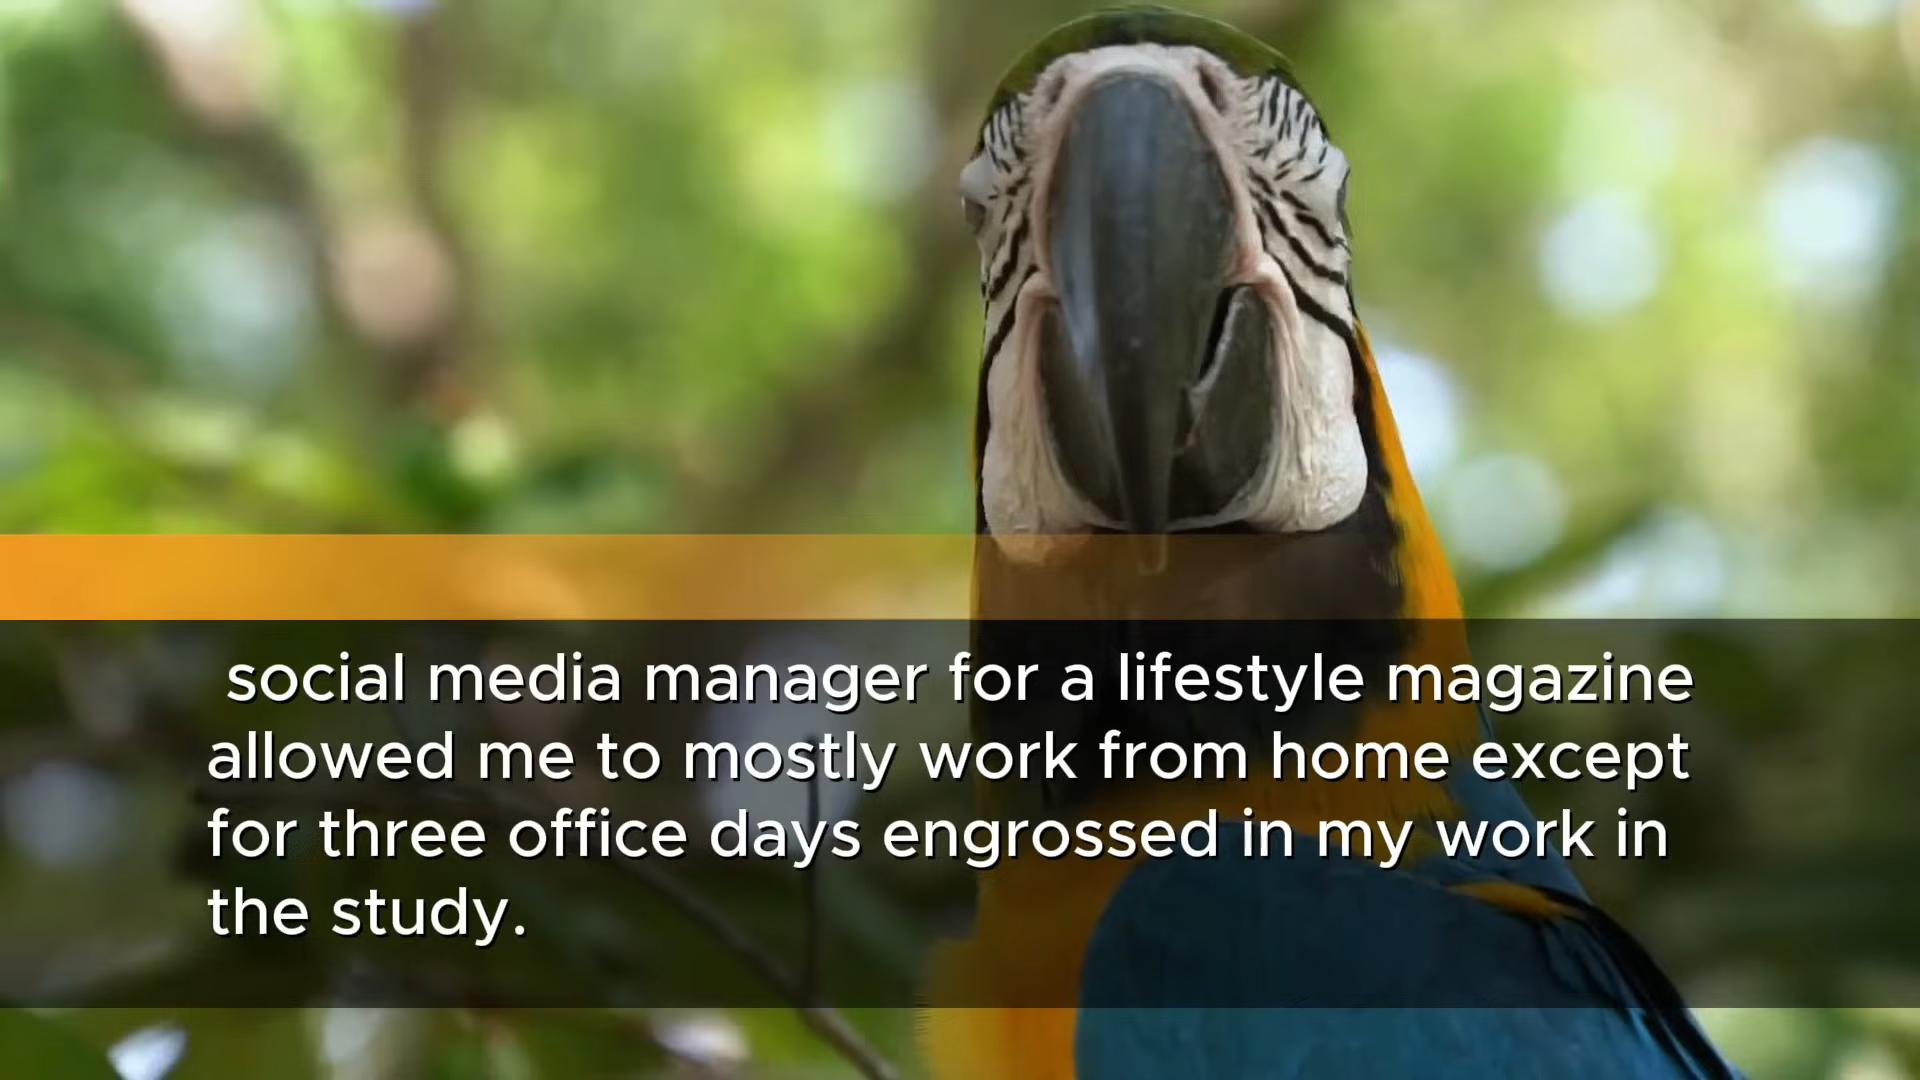 social media manager for a lifestyle magazine
allowed me to mostly work from home except
for three office days engrossed in my work in
the study.